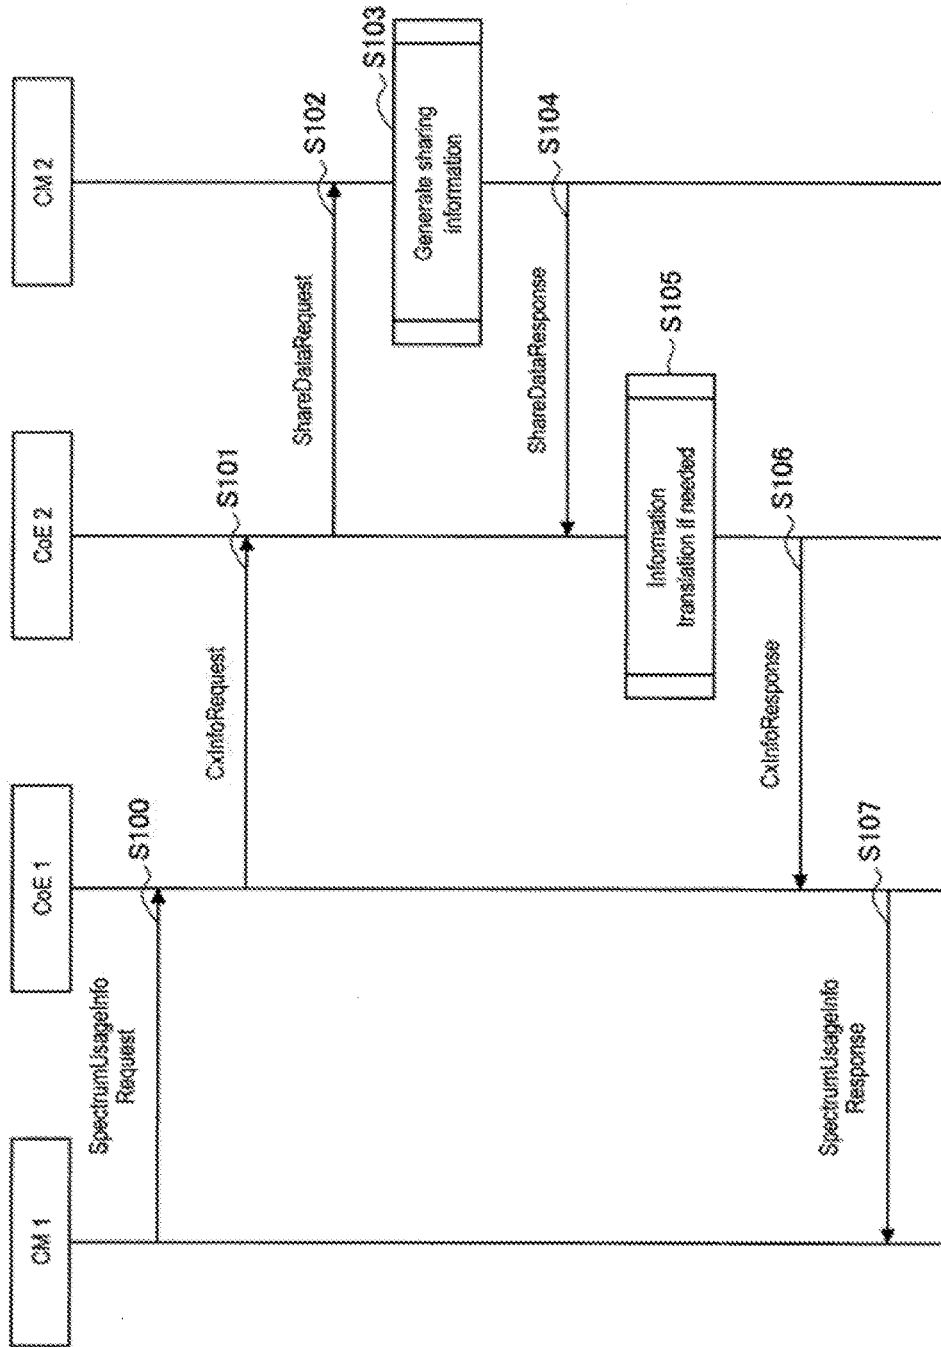 CM 1
CoE 1
CoE 2
CM 2
SpectrumUsageInfo
Request
S100
CxInfoRequest
S101
ShareDataRequest
S102
Generate sharing
information
S103
ShareDataResponse
S104
Information
translation if needed
S105
CxInfoResponse
S106
SpectrumUsageInfo
Response
S107